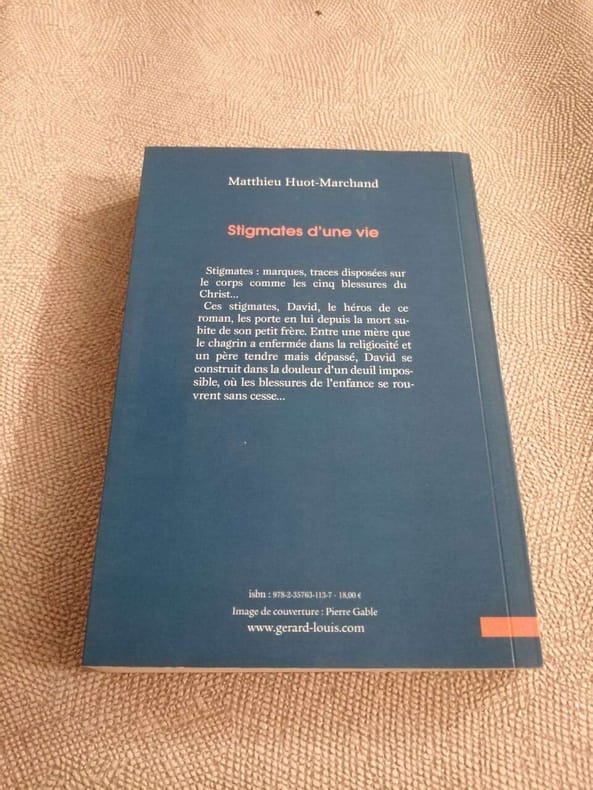 Matthieu Huot-Marchand
Stigmates d'une vie
Stigmates : marques, traces disposées sur
le corps comme les cinq blessures du
Christ...
Ces stigmates, David, le héros de ce
roman, les porte en lui depuis la mort su-
bite de son petit frère. Entre une mère que
le chagrin a enfermée dans la religiosité et
un père tendre mais dépassé, David se
construit dans la douleur d'un deuil impos-
sible, où les blessures de l'enfance se rou-
vrent sans cesse...
isbn : 978-2-35763-113-7 - 18,00 €
Image de couverture : Pierre Gable
www.gerard-louis.com